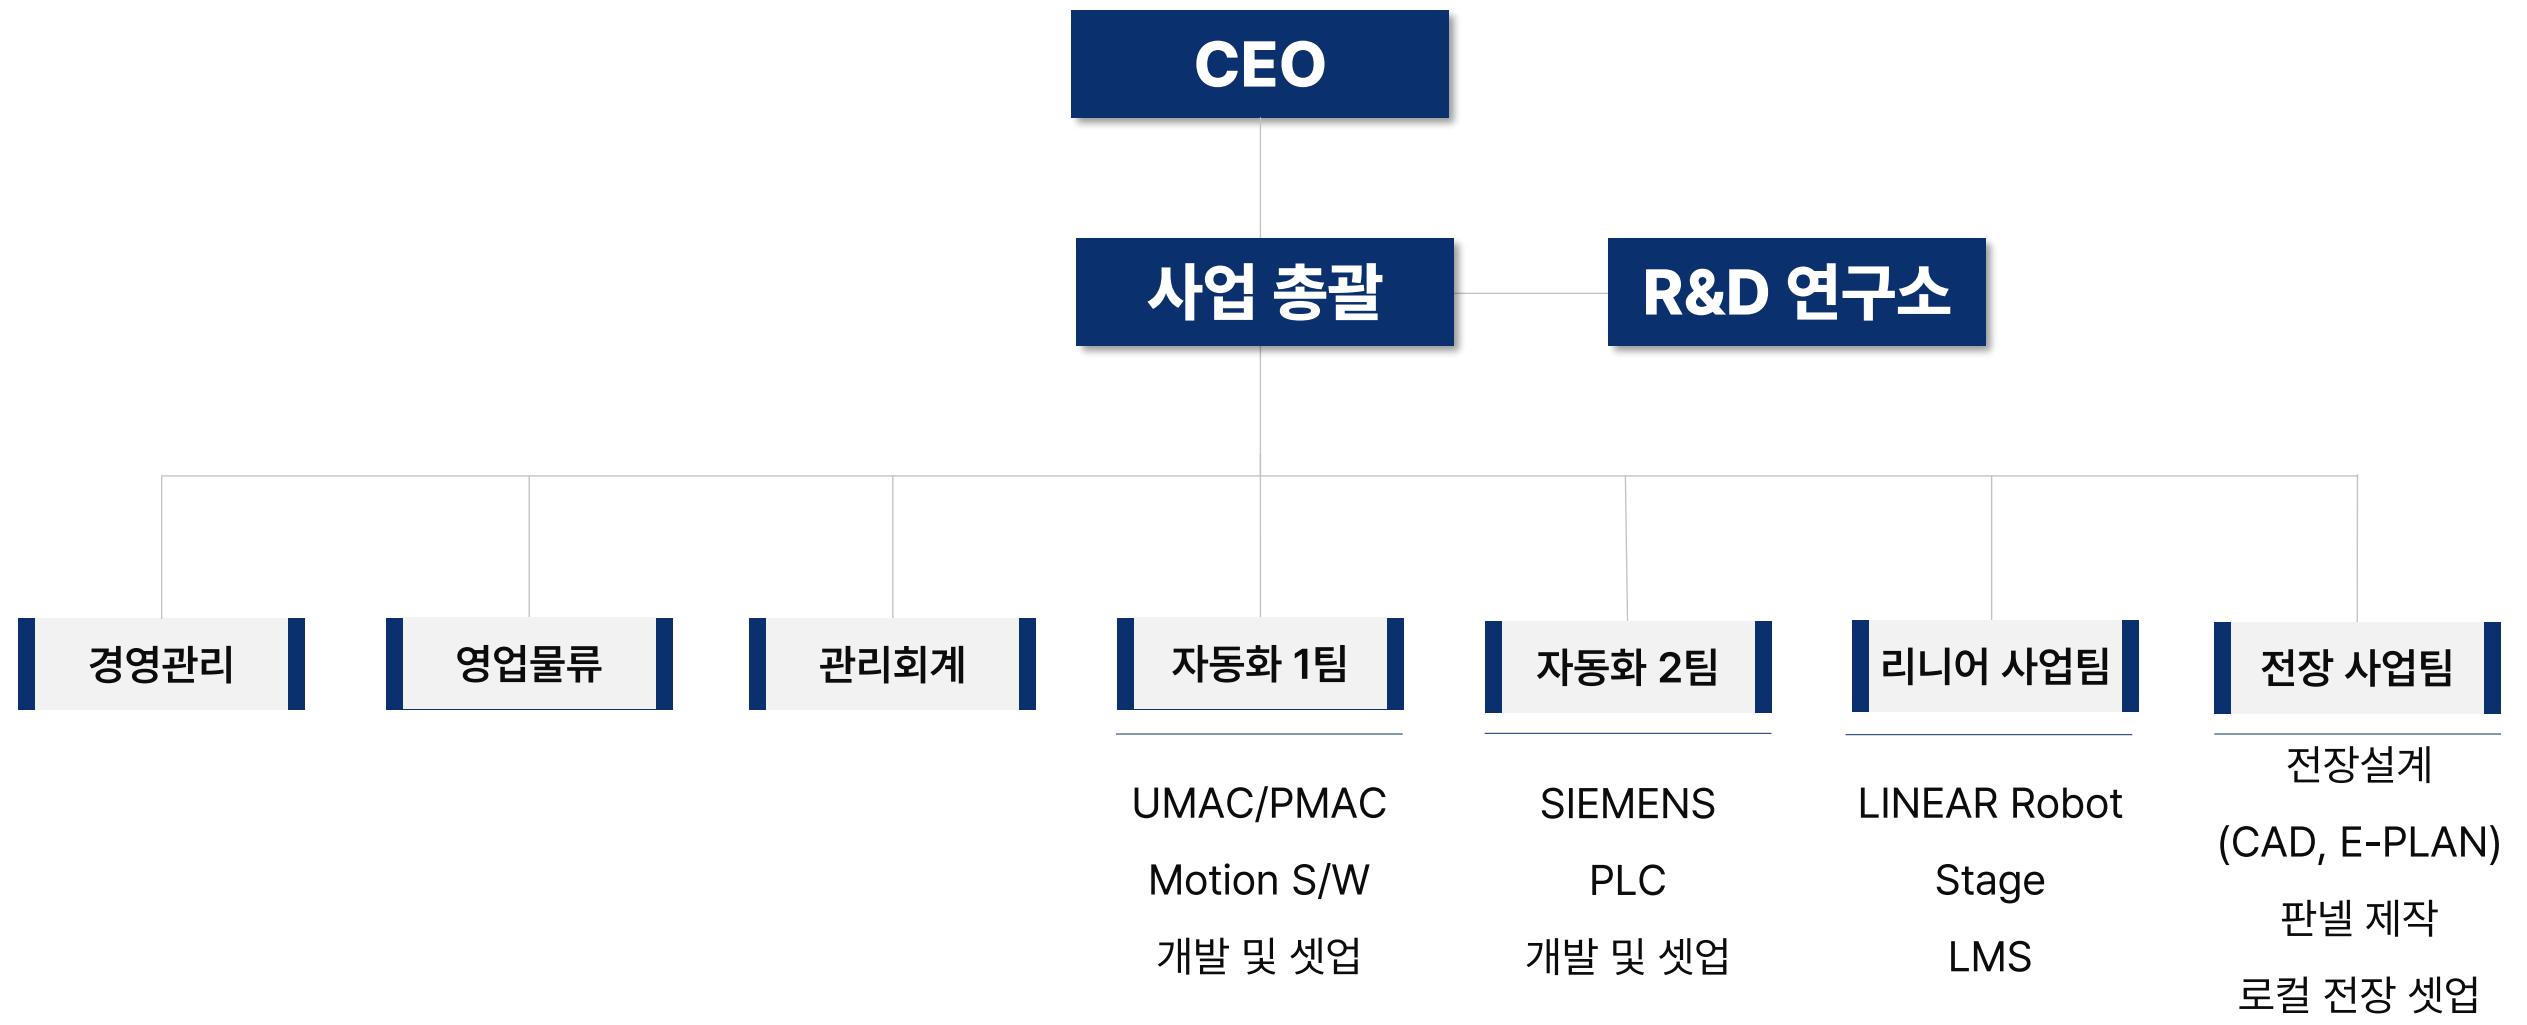 CEO
사업 총괄
R&D 연구소
경영관리
영업물류
관리회계
자동화 1팀
자동화 2팀
리니어 사업팀
전장 사업팀
UMAC/PMAC
Motion S/W
개발 및 셋업
SIEMENS
PLC
개발 및 셋업
LINEAR Robot
Stage
LMS
전장설계
(CAD, E-PLAN)
판넬 제작
로컬 전장 셋업